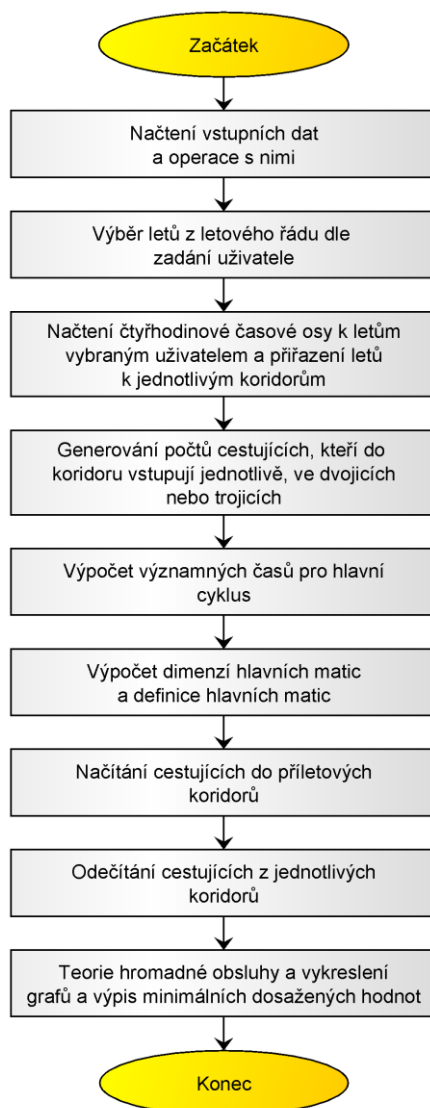 Začátek
Načtení vstupních dat
a operace s nimi
Výběr letů z letového řádu dle
zadání uživatele
Načtení čtyřhodinové časové osy k letům
vybraným uživatelem a přiřazení letů
k jednotlivým koridorům
Generování počtů cestujících, kteří do
koridoru vstupují jednotlivě, ve dvojicích
nebo trojicích
Výpočet významných časů pro hlavní
cyklus
Výpočet dimenzí hlavních matic
a definice hlavních matic
Načítání cestujících do příletových
koridorů
Odečítání cestujících z jednotlivých
koridorů
Teorie hromadné obsluhy a vykreslení
grafů a výpis minimálních dosažených hodnot
Konec